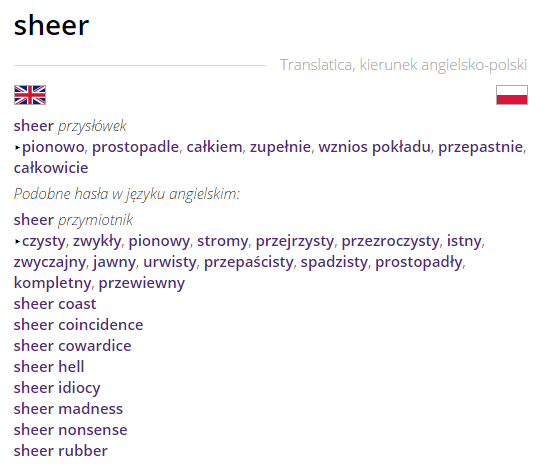 sheer
Translatica, kierunek angielsko-polski
sheer przysłówek
‣pionowo, prostopadle, całkiem, zupełnie, wznios pokładu, przepastnie,
całkowicie
Podobne hasła w języku angielskim:
sheer przymiotnik
‣czysty, zwykły, pionowy, stromy, przejrzysty, przezroczysty, istny,
zwyczajny, jawny, urwisty, przepaścisty, spadzisty, prostopadły,
kompletny, przewiewny
sheer coast
sheer coincidence
sheer cowardice
sheer hell
sheer idiocy
sheer madness
sheer nonsense
sheer rubber